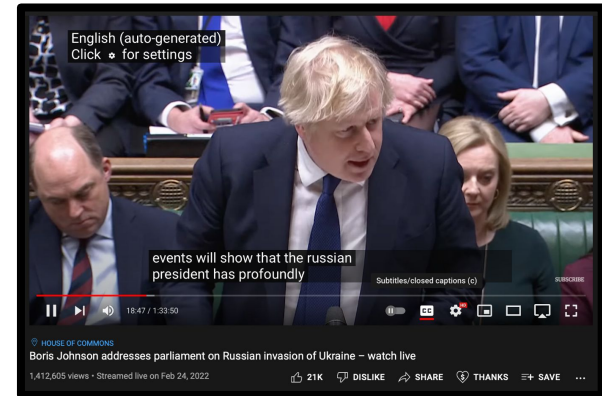 English (auto-generated)
Click for settings
events will show that the russian
president has profoundly
Subtitles/closed captions (c)
SUBSCRIBE
18:47 / 1:33:50
CC
HD
HOUSE OF COMMONS
Boris Johnson addresses parliament on Russian invasion of Ukraine – watch live
1,412,605 views • Streamed live on Feb 24, 2022
21K DISLIKE SHARE THANKS SAVE ...